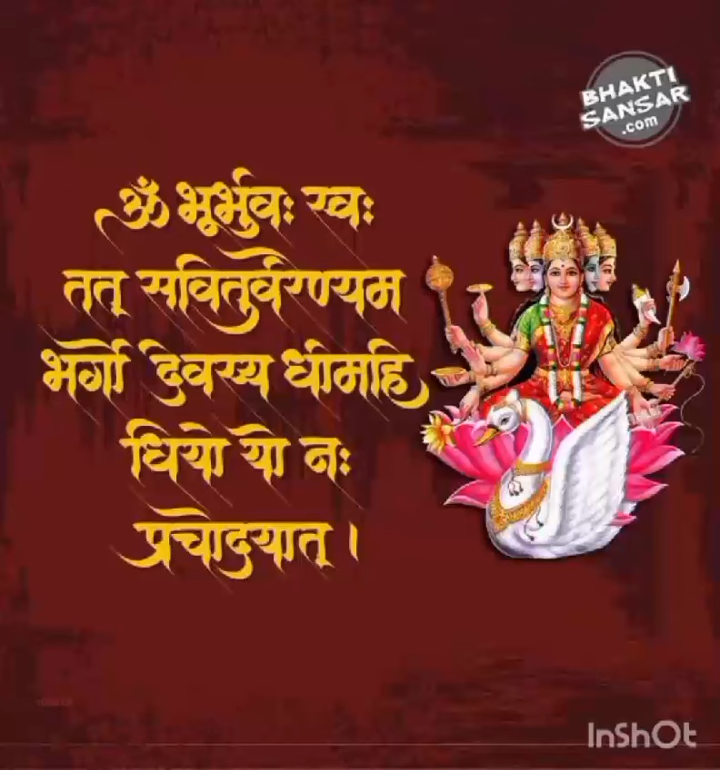 BHAKTI
SANSAR
.com
ॐ भूर्भुवः स्वः
तत् सवितुर्वरेण्यम
भर्गो देवस्य धीमहि
धियो यो नः
प्रचोदयात् ।
InShOt